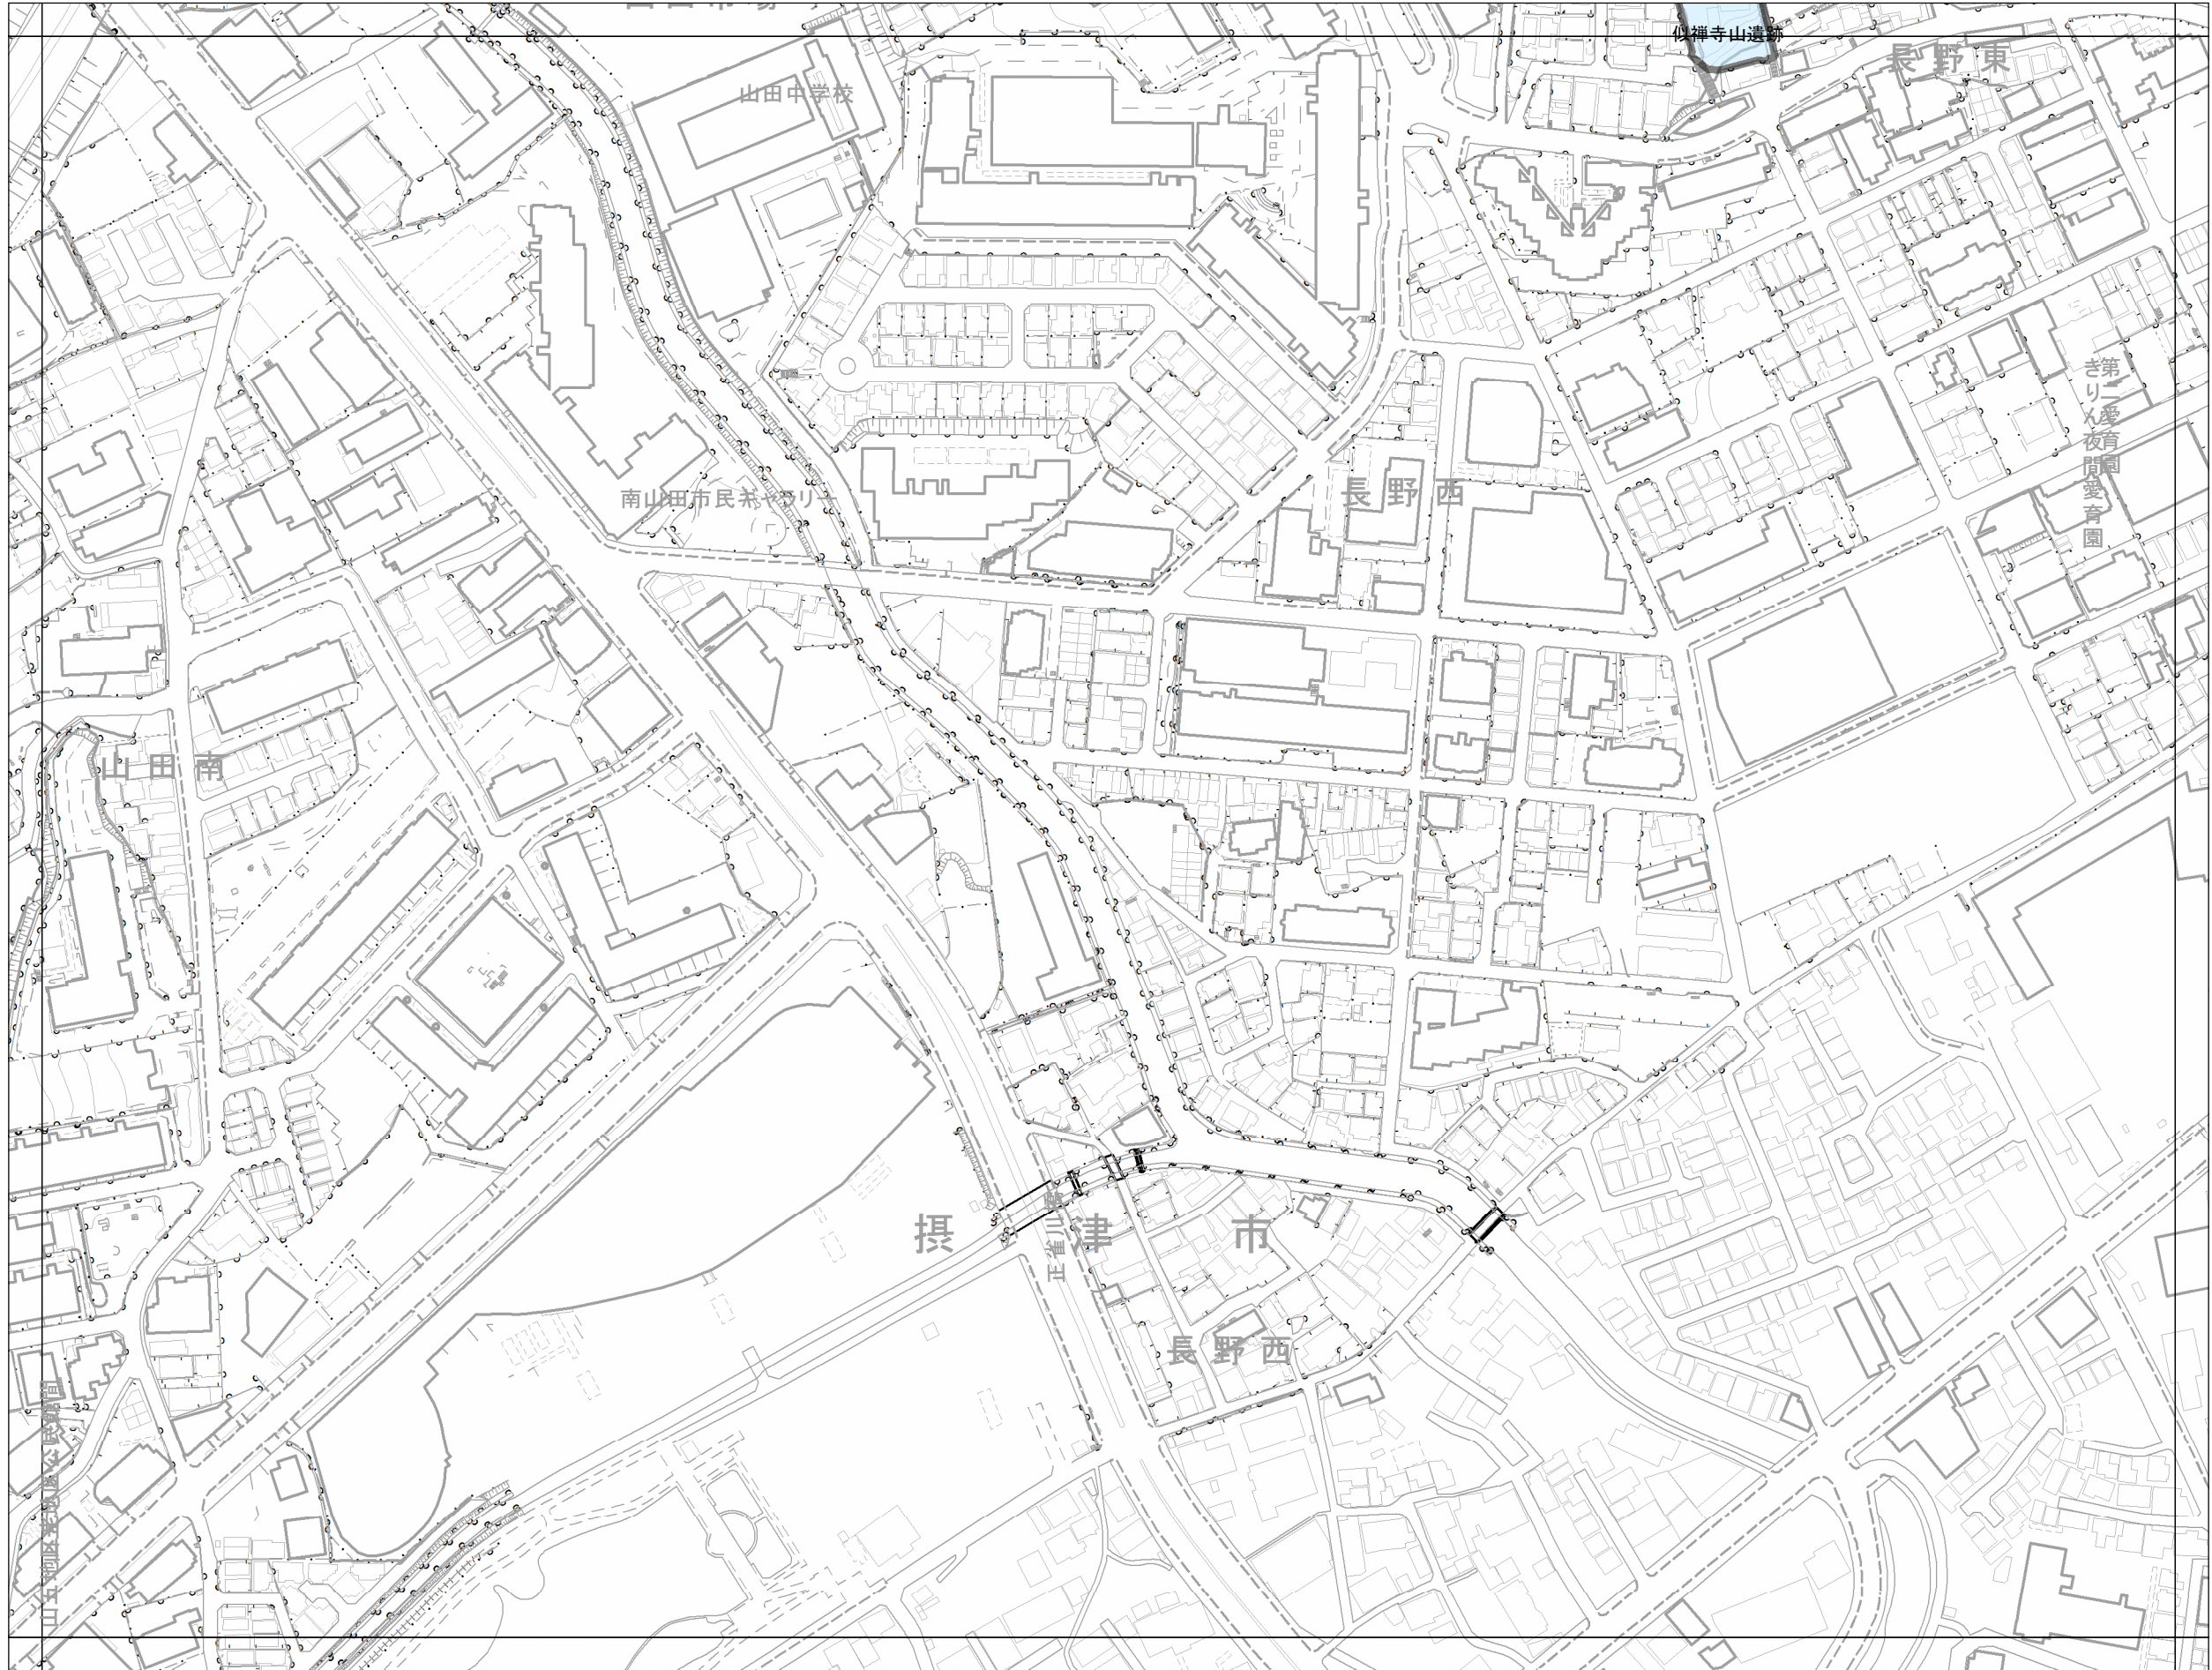 似禅寺山遺跡
長野東
山田中学校
第二愛育園
きりん夜間愛育園
長野西
南山田市民ギャラリー
山田南
摂津市
正雀川橋
長野西